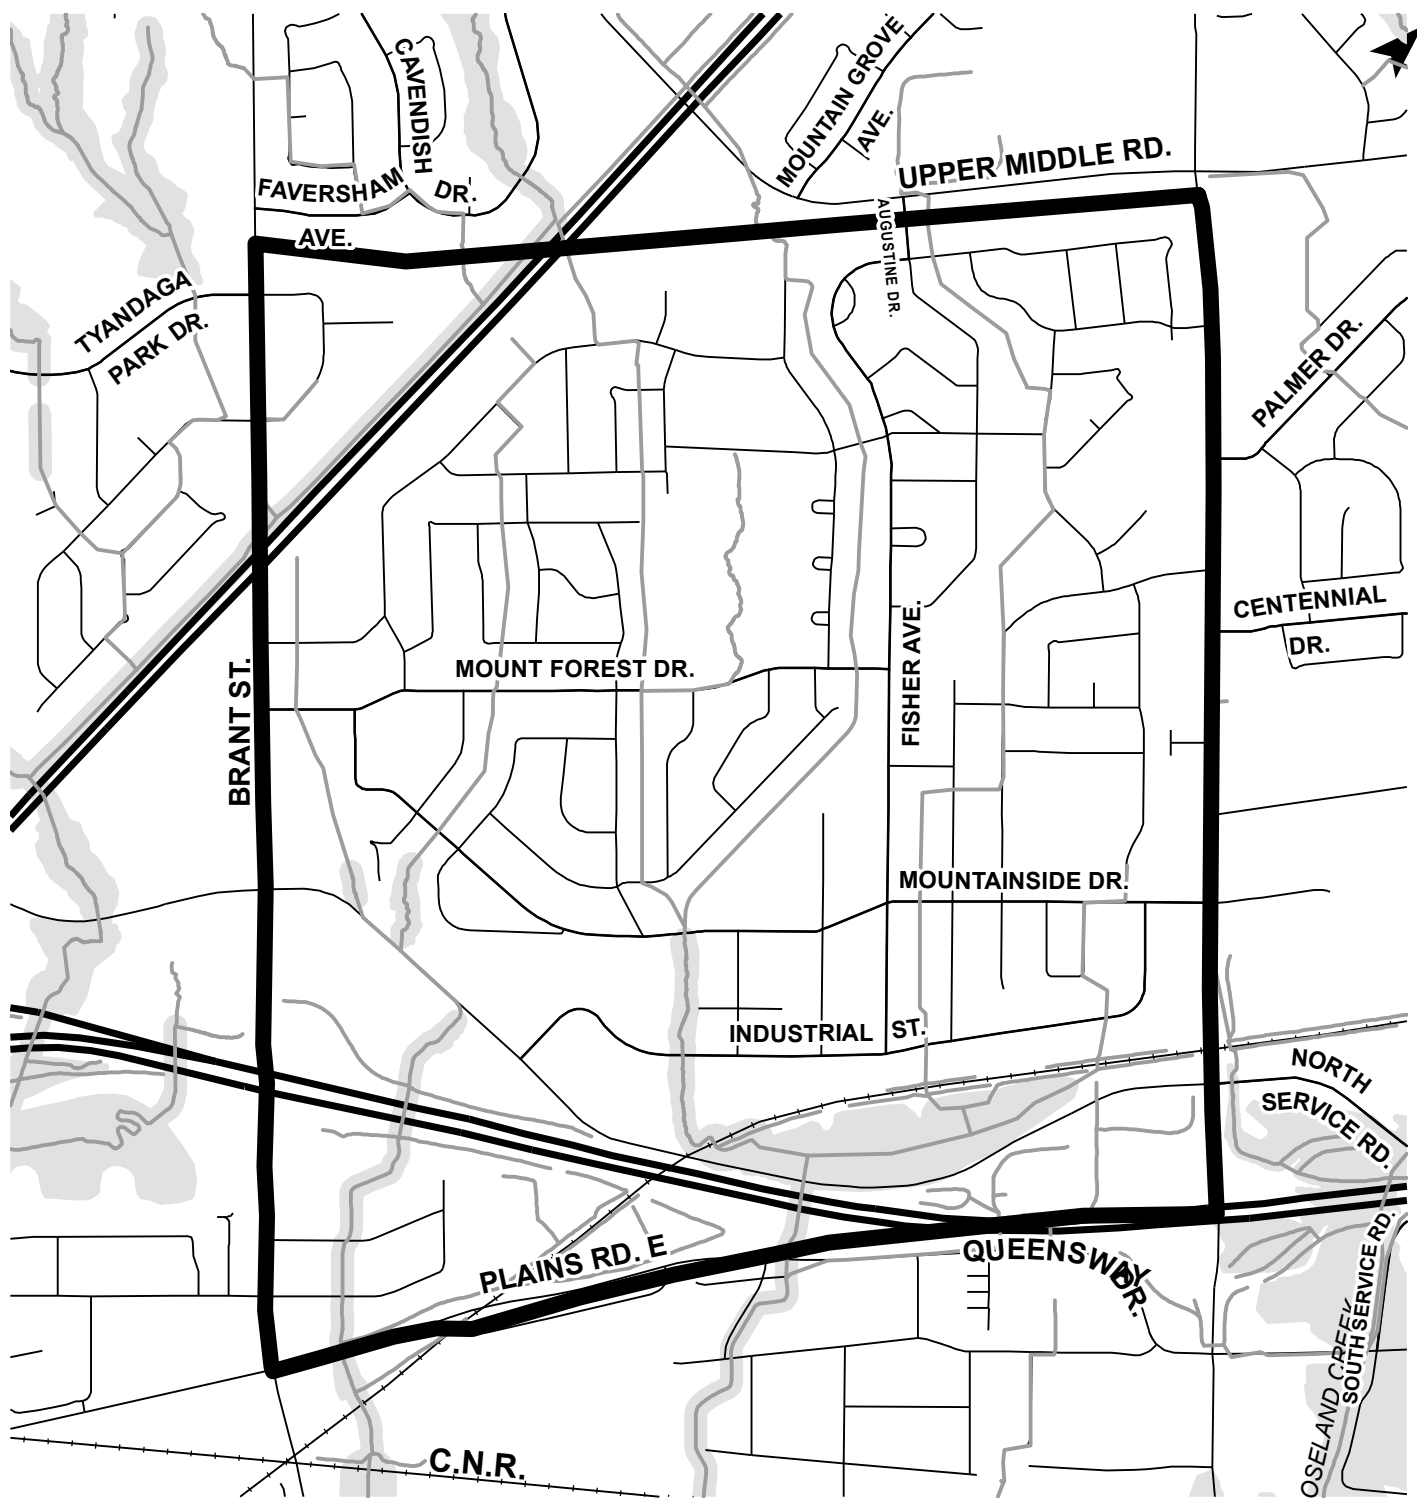 CAVENDISH
DR.
MOUNTAIN GROVE
AVE.
UPPER MIDDLE RD.
FAVERSHAM
AVE.
AUGUSTINE DR.
TYANDAGA
PARK DR.
PALMER DR.
CENTENNIAL
DR.
FISHER AVE.
MOUNT FOREST DR.
BRANT ST.
MOUNTAINSIDE DR.
INDUSTRIAL ST.
NORTH
SERVICE RD.
PLAINS RD. E
QUEENSWAY
DR.
SOUTH SERVICE RD.
OSELAND CREEK
C.N.R.